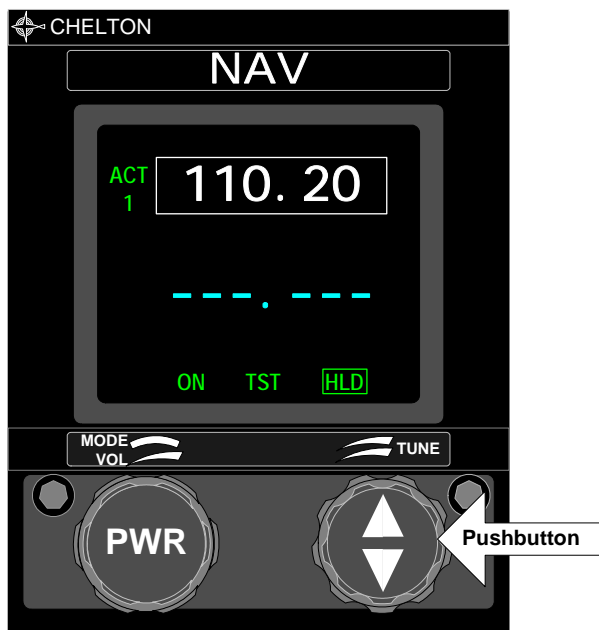 CHELTON
NAV
ACT 110.20
1
---.---
ON TST HLD
MODE
VOL TUNE
PWR
Pushbutton